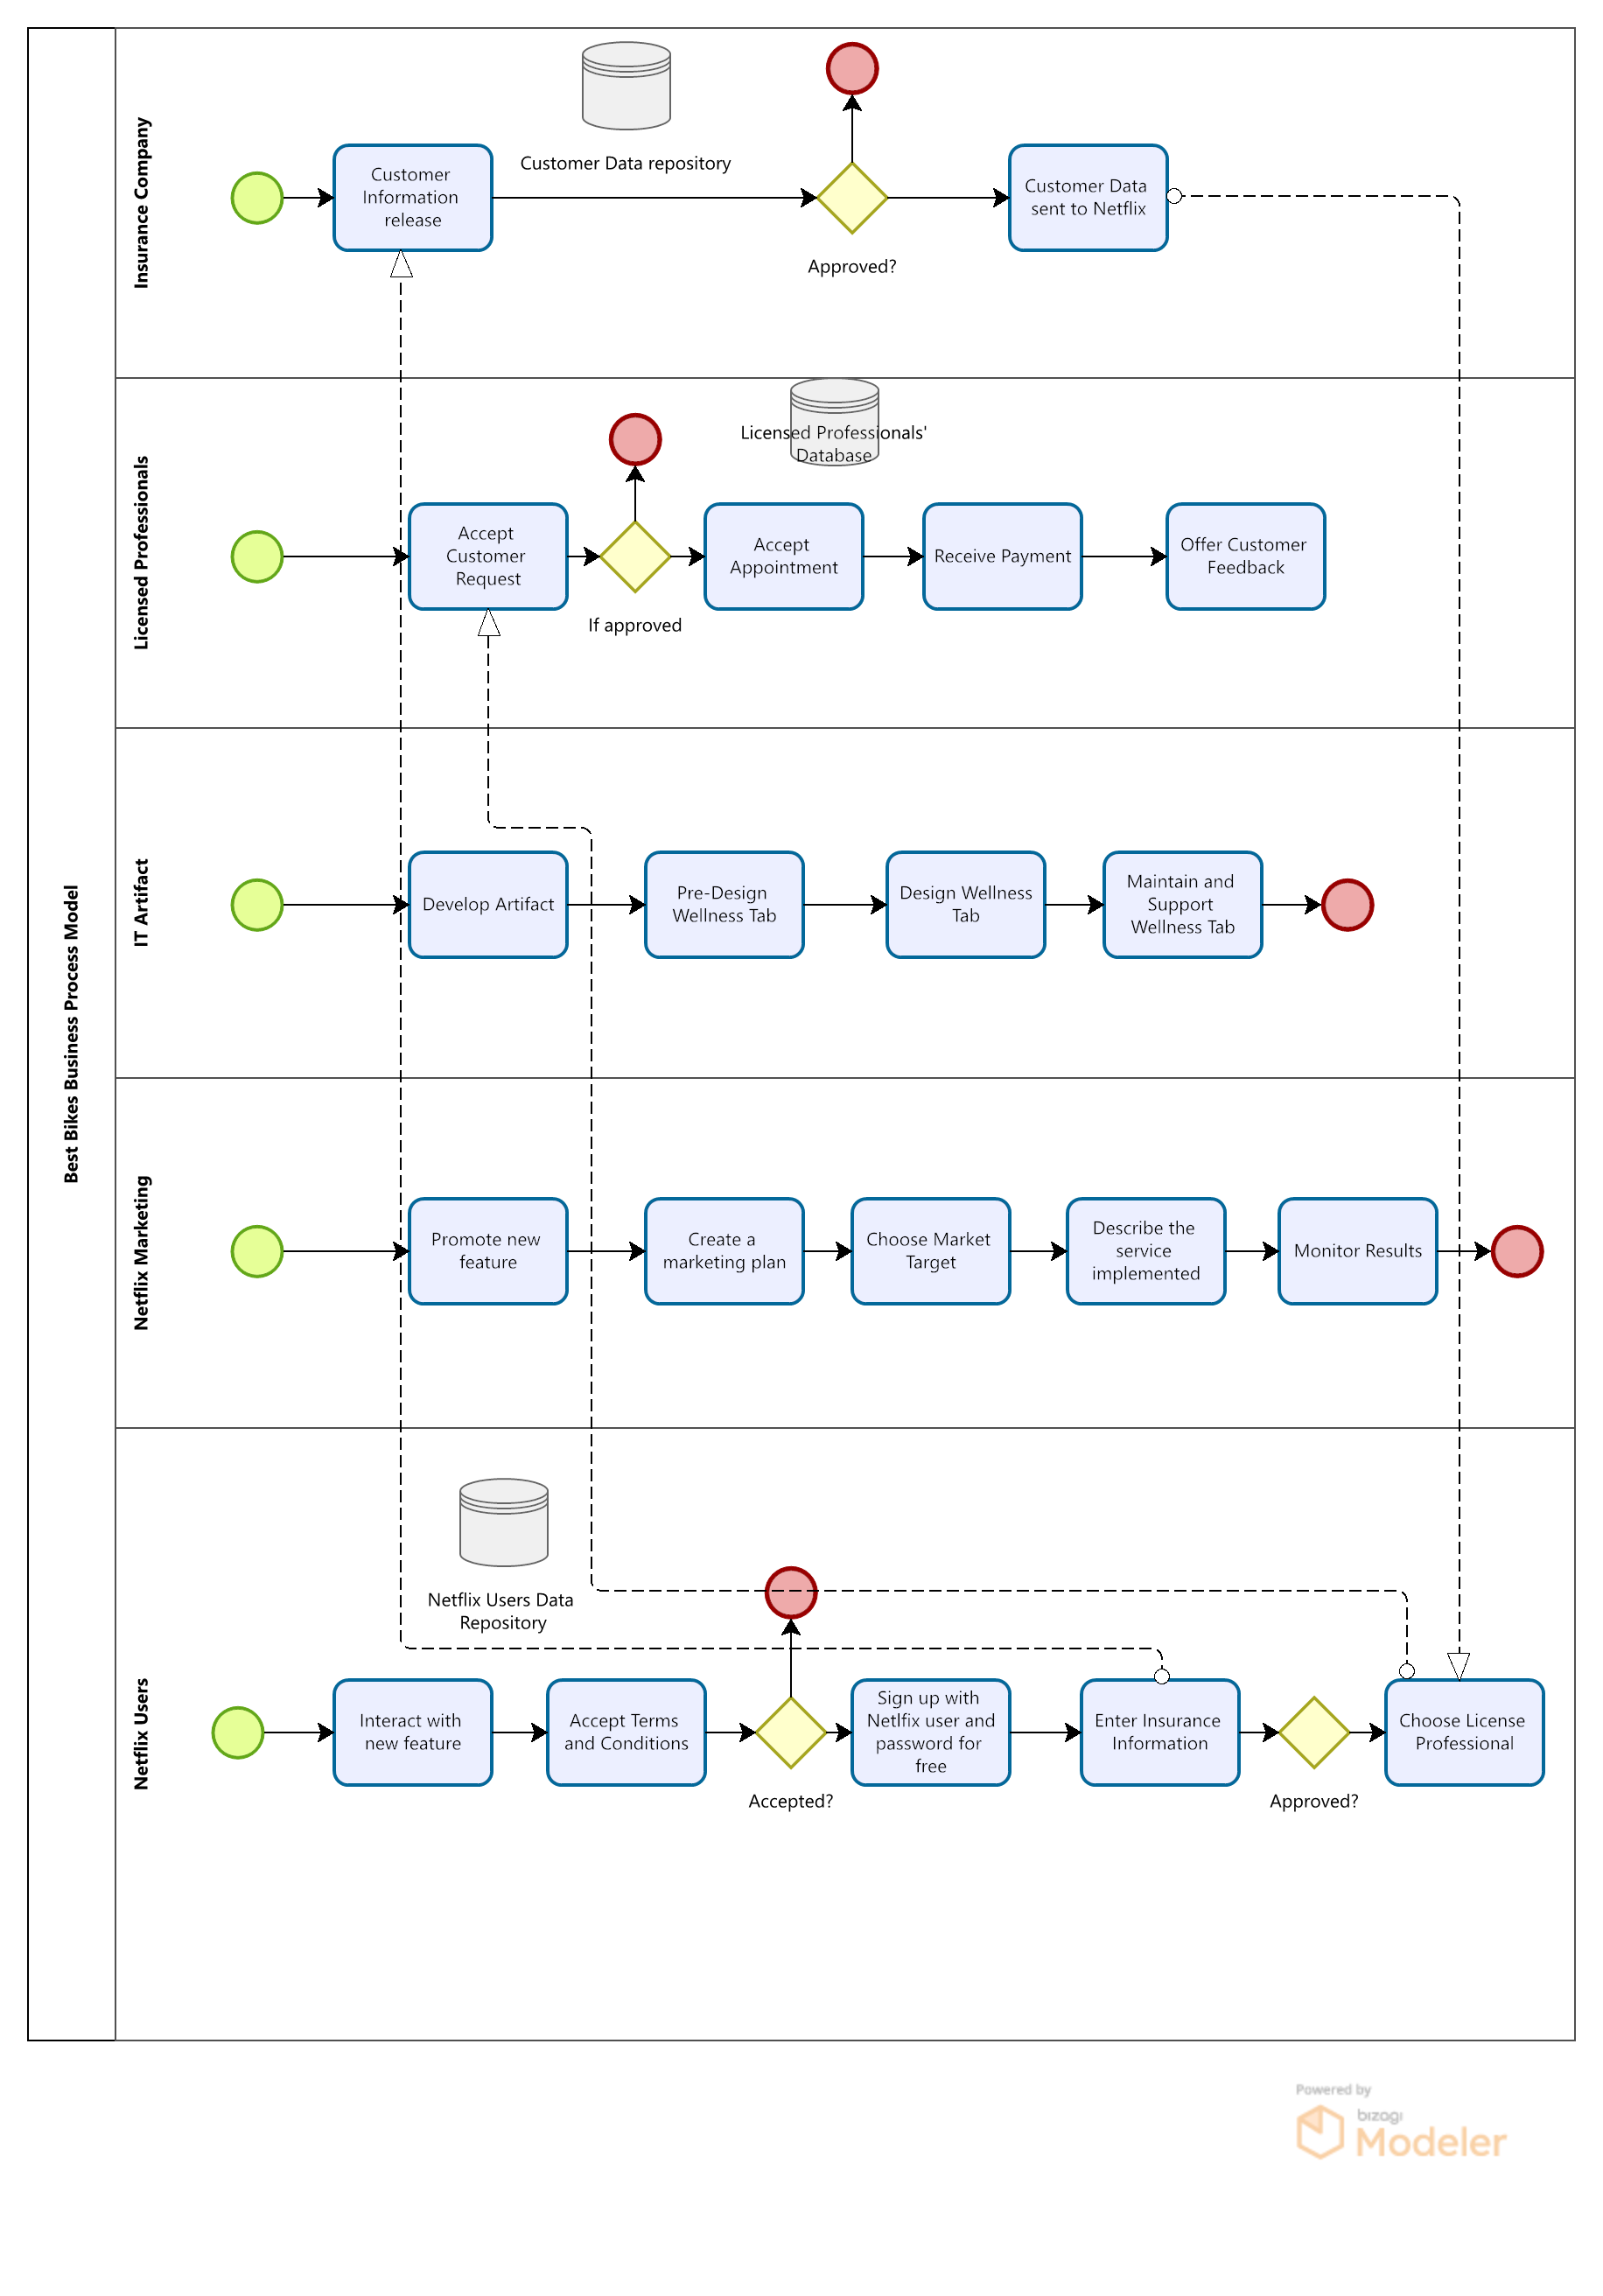 Best Bikes Business Process Model
Insurance Company
Customer Data repository
Customer
Information
release
Customer Data
sent to Netflix
Approved?
Licensed Professionals
Licensed Professionals'
Database
Accept
Customer
Request
If approved
Accept
Appointment
Receive Payment
Offer Customer
Feedback
IT Artifact
Develop Artifact
Pre-Design
Wellness Tab
Design Wellness
Tab
Maintain and
Support
Wellness Tab
Netflix Marketing
Promote new
feature
Create a
marketing plan
Choose Market
Target
Describe the
service
implemented
Monitor Results
Netflix Users
Netflix Users Data
Repository
Interact with
new feature
Accept Terms
and Conditions
Accepted?
Sign up with
Netlfix user and
password for
free
Enter Insurance
Information
Approved?
Choose License
Professional
Powered by
bizagi
Modeler